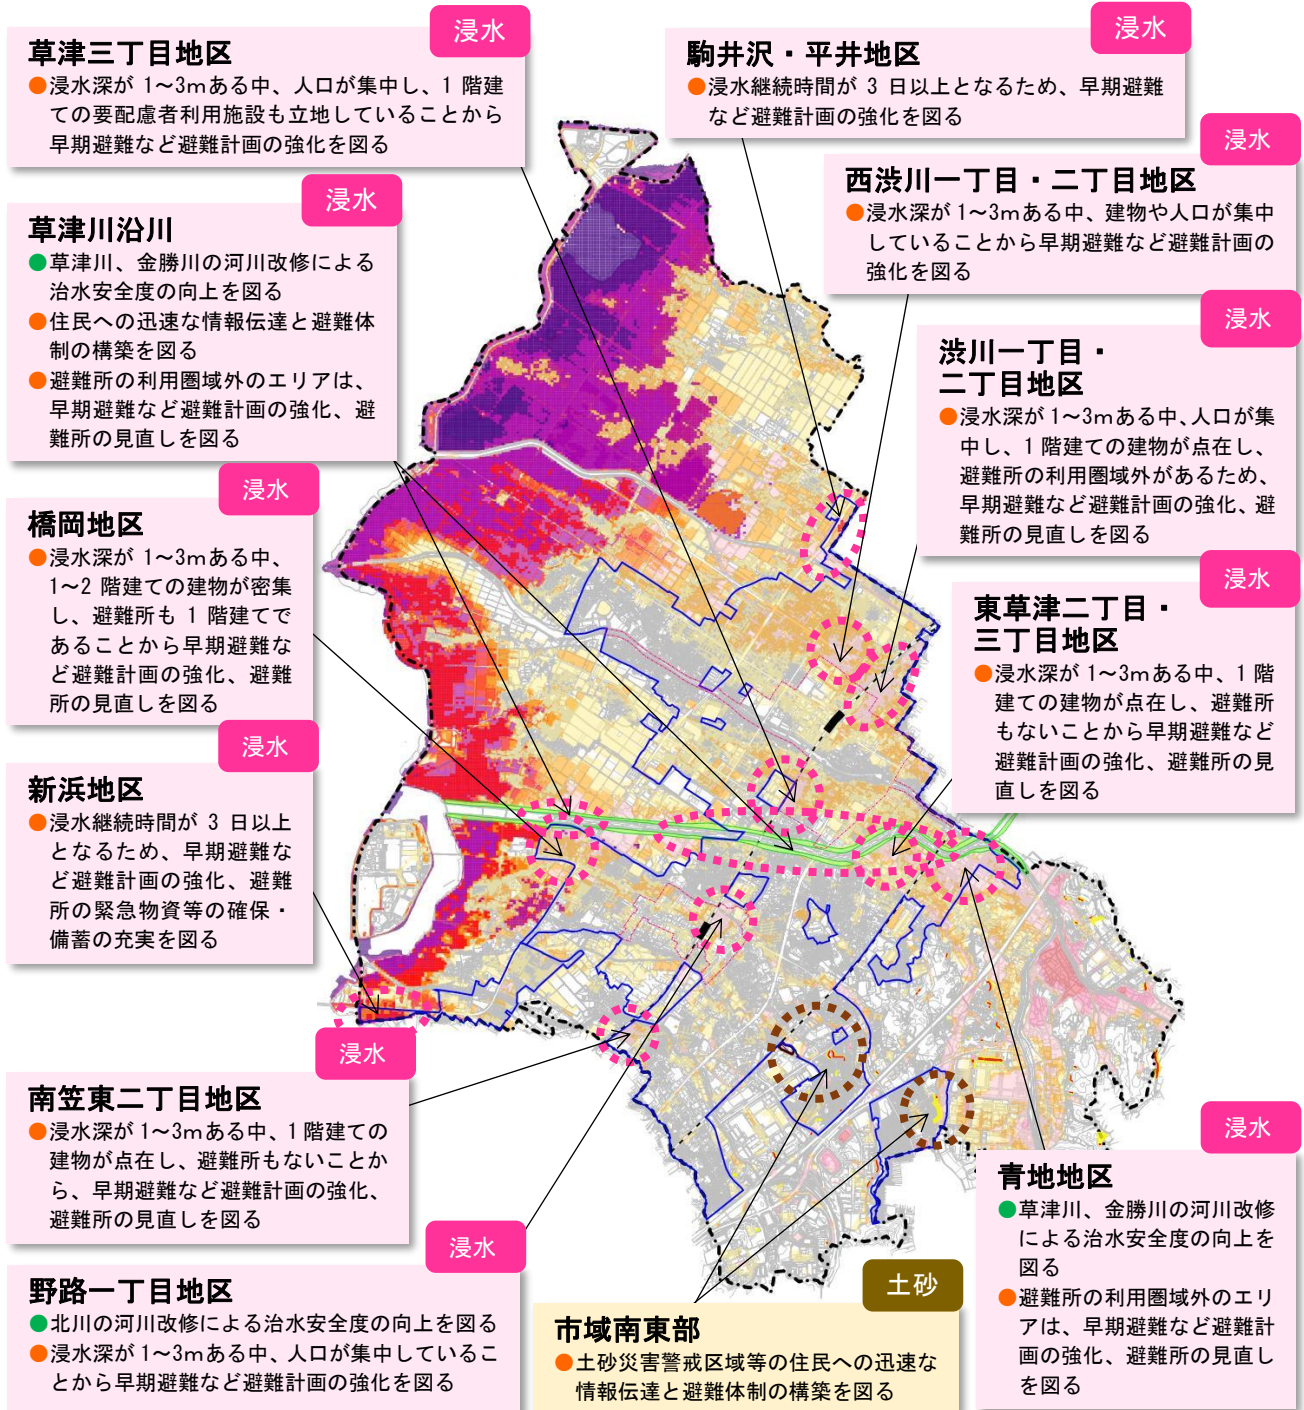 浸水
草津三丁目地区
●浸水深が 1～3mある中、人口が集中し、1 階建
ての要配慮者利用施設も立地していることから
早期避難など避難計画の強化を図る
浸水
駒井沢・平井地区
●浸水継続時間が 3 日以上となるため、早期避難
など避難計画の強化を図る
浸水
西渋川一丁目・二丁目地区
●浸水深が 1～3mある中、建物や人口が集中
していることから早期避難など避難計画の
強化を図る
浸水
草津川沿川
●草津川、金勝川の河川改修による
治水安全度の向上を図る
●住民への迅速な情報伝達と避難体
制の構築を図る
●避難所の利用圏域外のエリアは、
早期避難など避難計画の強化、避
難所の見直しを図る
浸水
渋川一丁目・
二丁目地区
●浸水深が 1～3mある中、人口が集
中し、1 階建ての建物が点在し、
避難所の利用圏域外があるため、
早期避難など避難計画の強化、避
難所の見直しを図る
浸水
橋岡地区
●浸水深が 1～3mある中、
1～2 階建ての建物が密集
し、避難所も 1 階建てで
あることから早期避難な
ど避難計画の強化、避難
所の見直しを図る
浸水
東草津二丁目・
三丁目地区
●浸水深が 1～3mある中、1 階
建ての建物が点在し、避難所
もないことから早期避難など
避難計画の強化、避難所の見
直しを図る
浸水
新浜地区
●浸水継続時間が 3 日以上
となるため、早期避難な
ど避難計画の強化、避難
所の緊急物資等の確保・
備蓄の充実を図る
浸水
南笠東二丁目地区
●浸水深が 1～3mある中、1 階建ての
建物が点在し、避難所もないことか
ら、早期避難など避難計画の強化、
避難所の見直しを図る
浸水
野路一丁目地区
●北川の河川改修による治水安全度の向上を図る
●浸水深が 1～3mある中、人口が集中しているこ
とから早期避難など避難計画の強化を図る
土砂
市域南東部
●土砂災害警戒区域等の住民への迅速な
情報伝達と避難体制の構築を図る
浸水
青地地区
●草津川、金勝川の河川改修
による治水安全度の向上を
図る
●避難所の利用圏域外のエリ
アは、早期避難など避難計
画の強化、避難所の見直し
を図る